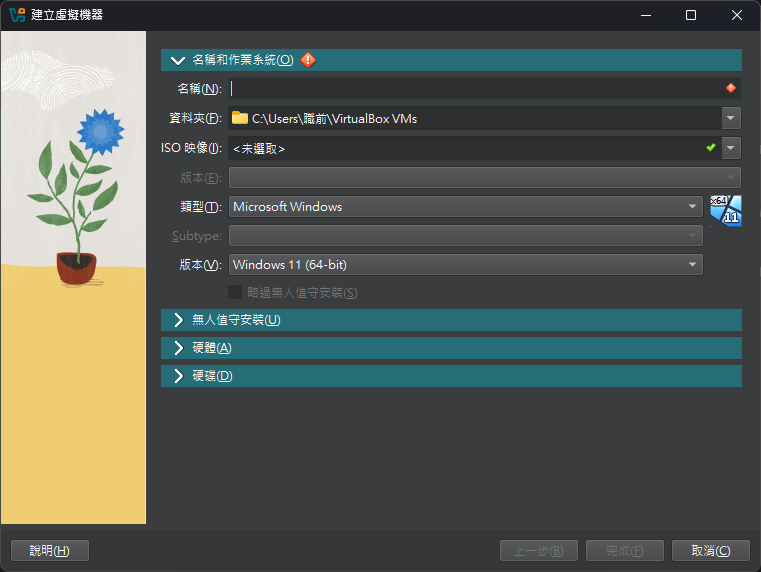 建立虛擬機器
名稱和作業系統(O)
名稱(N):
資料夾(F): C:\Users\職前\VirtualBox VMs
ISO 映像(I): <未選取>
版本(E):
類型(T): Microsoft Windows
x64
11
Subtype:
版本(V): Windows 11 (64-bit)
略過無人值守安裝(S)
無人值守安裝(U)
硬體(A)
硬碟(D)
說明(H) 上一步(B) 完成(F) 取消(C)